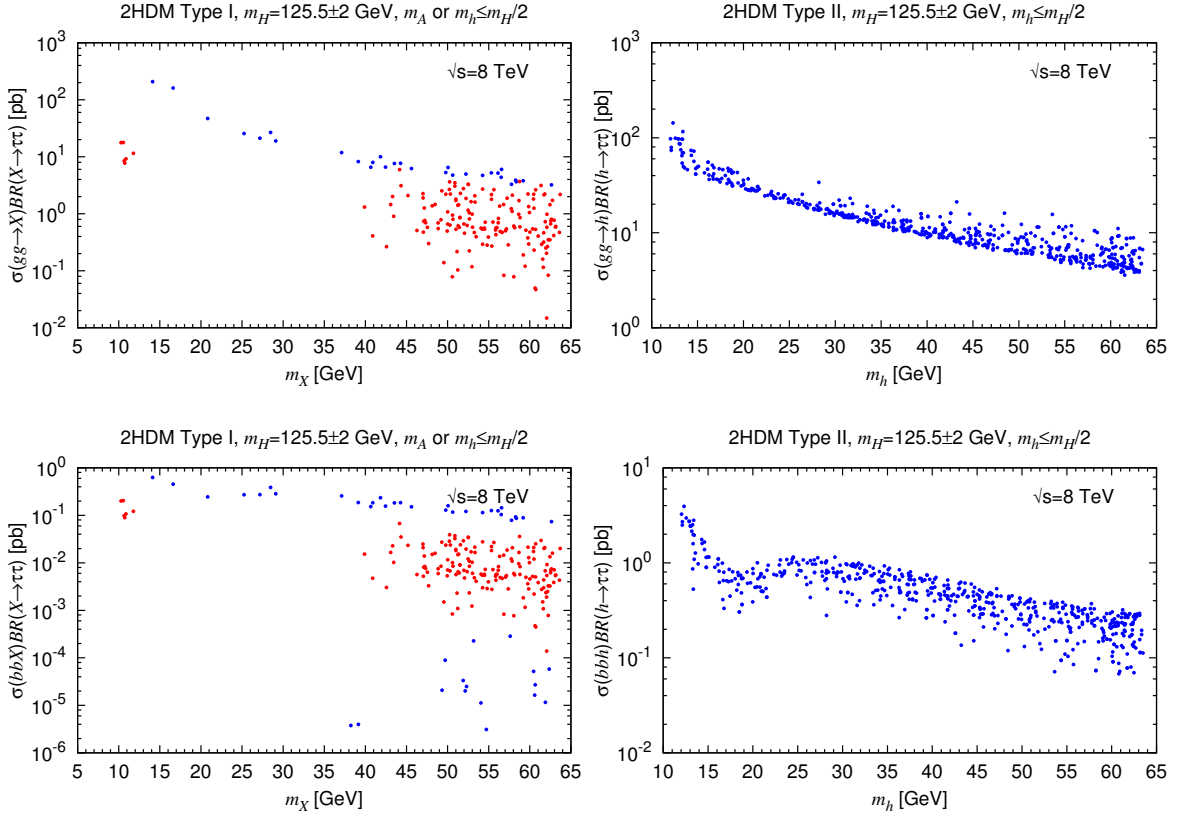 2HDM Type I, m_H=125.5±2 GeV, m_A or m_h≤m_H/2
σ(gg→X)BR(X→ττ) [pb]
10^3
10^2
10^1
10^0
10^-1
10^-2
√s=8 TeV
5 10 15 20 25 30 35 40 45 50 55 60 65
m_X [GeV]
2HDM Type II, m_H=125.5±2 GeV, m_h≤m_H/2
σ(gg→h)BR(h→ττ) [pb]
10^3
10^2
10^1
10^0
√s=8 TeV
10 15 20 25 30 35 40 45 50 55 60 65
m_h [GeV]
2HDM Type I, m_H=125.5±2 GeV, m_A or m_h≤m_H/2
σ(bbX)BR(X→ττ) [pb]
10^0
10^-1
10^-2
10^-3
10^-4
10^-5
10^-6
√s=8 TeV
5 10 15 20 25 30 35 40 45 50 55 60 65
m_X [GeV]
2HDM Type II, m_H=125.5±2 GeV, m_h≤m_H/2
σ(bbh)BR(h→ττ) [pb]
10^1
10^0
10^-1
10^-2
√s=8 TeV
10 15 20 25 30 35 40 45 50 55 60 65
m_h [GeV]